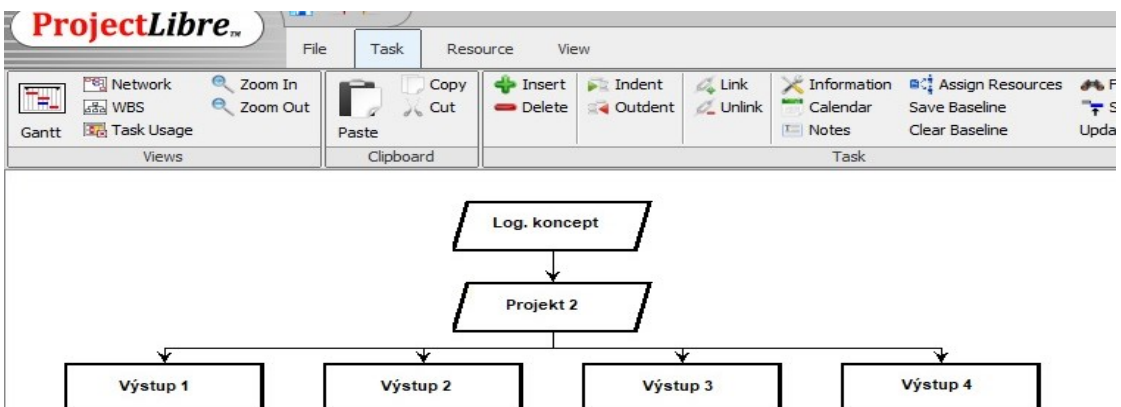 ProjectLibre™
File Task Resource View
Network Zoom In Copy Insert Indent Link Information Assign Resources F
WBS Zoom Out Cut Delete Outdent Unlink Calendar Save Baseline S
Gantt Task Usage Paste Notes Clear Baseline Upda
Views Clipboard Task
Log. koncept
Projekt 2
Výstup 1 Výstup 2 Výstup 3 Výstup 4